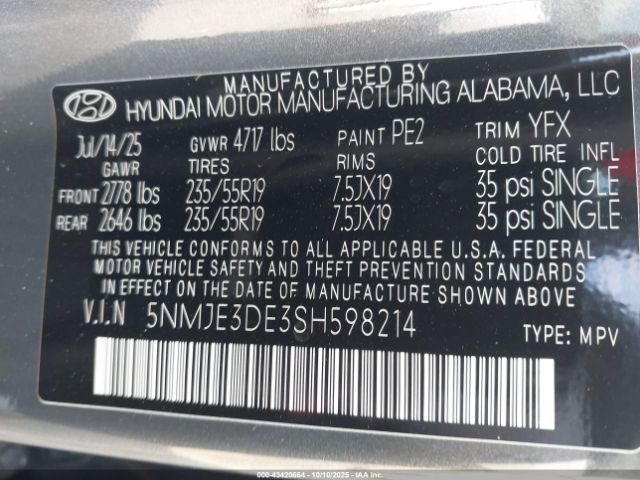 MANUFACTURED BY
HYUNDAI MOTOR MANUFACTURING ALABAMA, LLC
Jul/14/25 GVWR 4717 lbs PAINT PE2 TRIM YFX
GAWR TIRES RIMS COLD TIRE INFL
FRONT 2778 lbs 235/55R19 7.5JX19 35 psi SINGLE
REAR 2646 lbs 235/55R19 7.5JX19 35 psi SINGLE
THIS VEHICLE CONFORMS TO ALL APPLICABLE U.S.A. FEDERAL
MOTOR VEHICLE SAFETY AND THEFT PREVENTION STANDARDS
IN EFFECT ON THE DATE OF MANUFACTURE SHOWN ABOVE.
V.I.N 5NMJE3DE3SH598214
TYPE: MPV
000-43420664 - 10/10/2025 - IAA Inc.